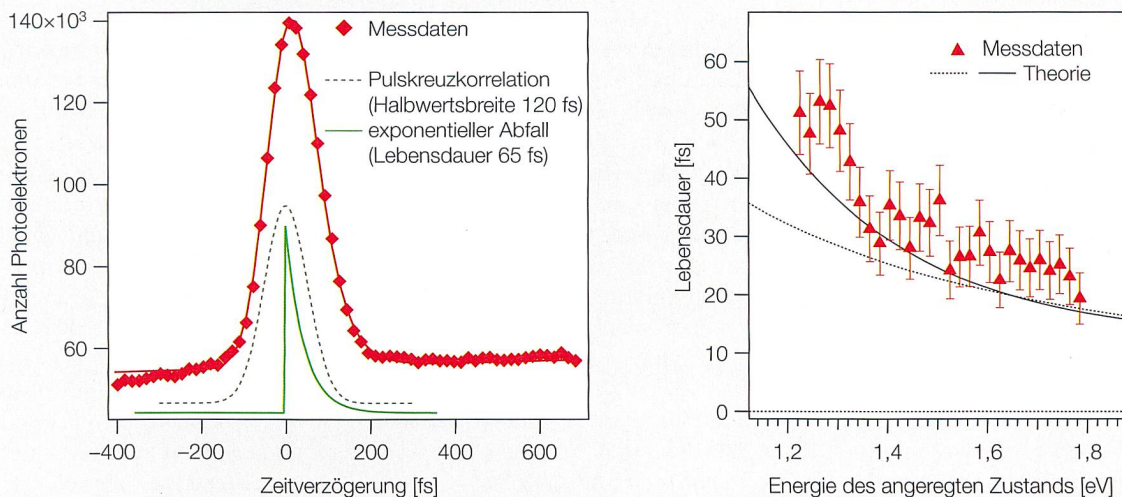 140×10³
120
100
80
60
Anzahl Photoelektronen
Messdaten
Pulskreuzkorrelation
(Halbwertsbreite 120 fs)
exponentieller Abfall
(Lebensdauer 65 fs)
−400
−200
0
200
400
600
Zeitverzögerung [fs]
60
50
40
30
20
10
0
Lebensdauer [fs]
Messdaten
Theorie
1,2
1,4
1,6
1,8
Energie des angeregten Zustands [eV]